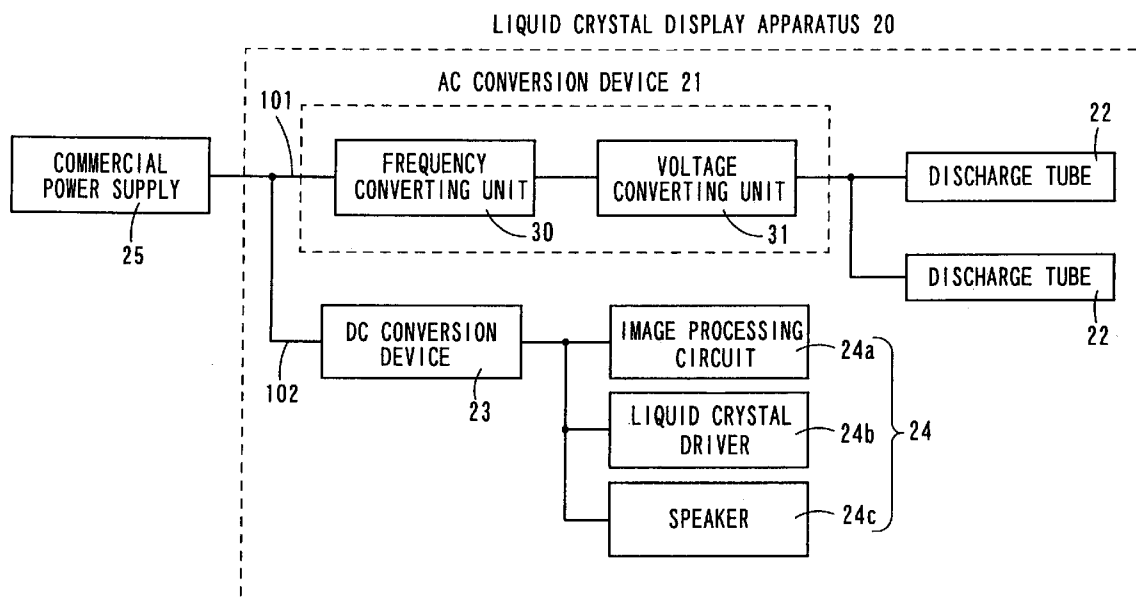 LIQUID CRYSTAL DISPLAY APPARATUS 20
AC CONVERSION DEVICE 21
101
22
COMMERCIAL
POWER SUPPLY
25
FREQUENCY
CONVERTING UNIT
30
VOLTAGE
CONVERTING UNIT
31
DISCHARGE TUBE
DISCHARGE TUBE
22
102
DC CONVERSION
DEVICE
23
IMAGE PROCESSING
CIRCUIT
24a
LIQUID CRYSTAL
DRIVER
24b
24
SPEAKER
24c